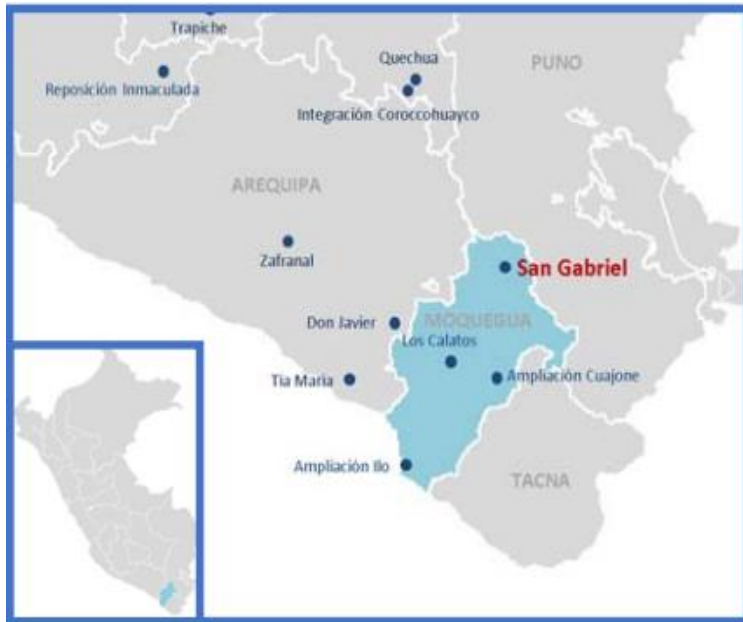 Trapiche
Quechua
PUNO
Reposición Inmaculada
Integración Coroccohuayco
AREQUIPA
Zafranal
San Gabriel
Don Javier
MOQUEGUA
Los Calatos
Tia Maria
Ampliación Cuajone
Ampliación Ilo
TACNA